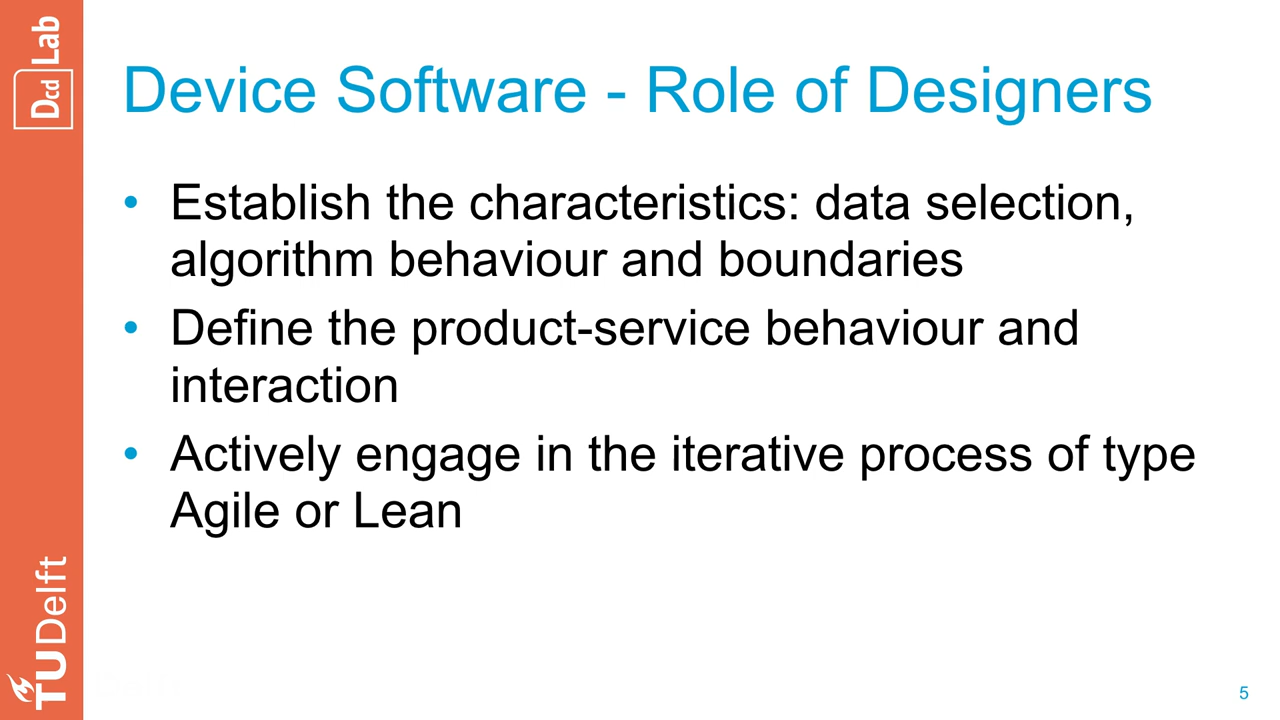 Dcd Lab
Device Software - Role of Designers
• Establish the characteristics: data selection,
algorithm behaviour and boundaries
• Define the product-service behaviour and
interaction
• Actively engage in the iterative process of type
Agile or Lean
TUDelft
5